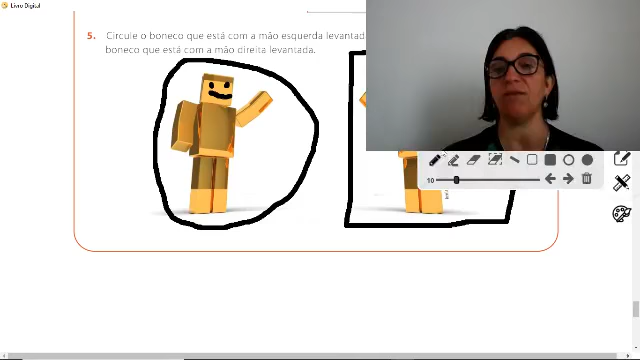 Livro Digital
5. Circule o boneco que está com a mão esquerda levantad
boneco que está com a mão direita levantada.
10